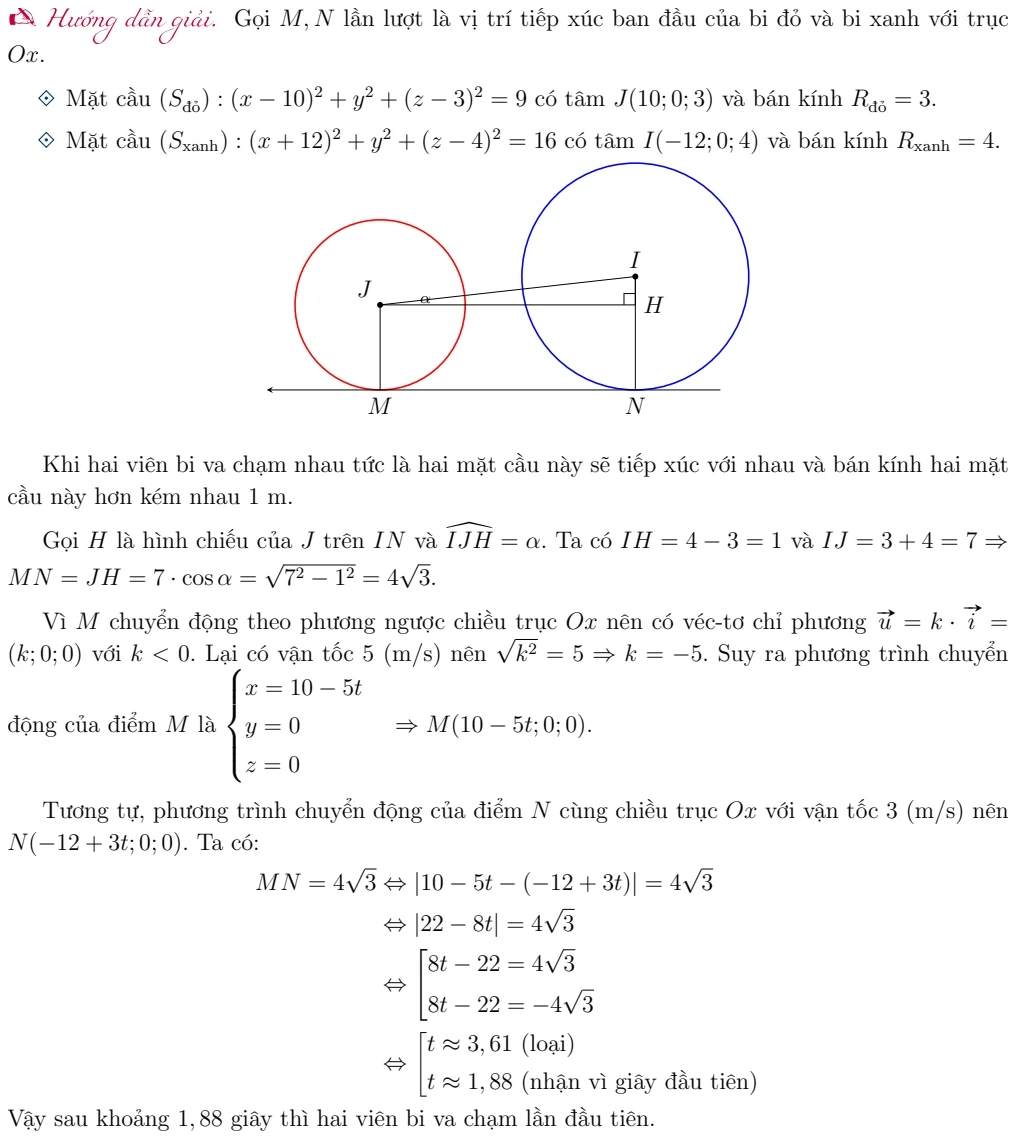 Hướng dẫn giải. Gọi M, N lần lượt là vị trí tiếp xúc ban đầu của bi đỏ và bi xanh với trục
Ox.
Mặt cầu (S_đỏ) : (x − 10)² + y² + (z − 3)² = 9 có tâm J(10; 0; 3) và bán kính R_đỏ = 3.
Mặt cầu (S_xanh) : (x + 12)² + y² + (z − 4)² = 16 có tâm I(−12; 0; 4) và bán kính R_xanh = 4.
I
J
α
H
M
N
Khi hai viên bi va chạm nhau tức là hai mặt cầu này sẽ tiếp xúc với nhau và bán kính hai mặt
cầu này hơn kém nhau 1 m.
Gọi H là hình chiếu của J trên IN và \widehat{IJH} = α. Ta có IH = 4 − 3 = 1 và IJ = 3 + 4 = 7 ⇒
MN = JH = 7 · cos α = √(7² − 1²) = 4√3.
Vì M chuyển động theo phương ngược chiều trục Ox nên có véc-tơ chỉ phương \overrightarrow{u} = k · \overrightarrow{i} =
(k; 0; 0) với k < 0. Lại có vận tốc 5 (m/s) nên √(k²) = 5 ⇒ k = −5. Suy ra phương trình chuyển
động của điểm M là { x = 10 − 5t
y = 0 ⇒ M(10 − 5t; 0; 0).
z = 0
Tương tự, phương trình chuyển động của điểm N cùng chiều trục Ox với vận tốc 3 (m/s) nên
N(−12 + 3t; 0; 0). Ta có:
MN = 4√3 ⇔ |10 − 5t − (−12 + 3t)| = 4√3
⇔ |22 − 8t| = 4√3
⇔ [ 8t − 22 = 4√3
8t − 22 = −4√3
⇔ [ t ≈ 3,61 (loại)
t ≈ 1,88 (nhận vì giây đầu tiên)
Vậy sau khoảng 1,88 giây thì hai viên bi va chạm lần đầu tiên.